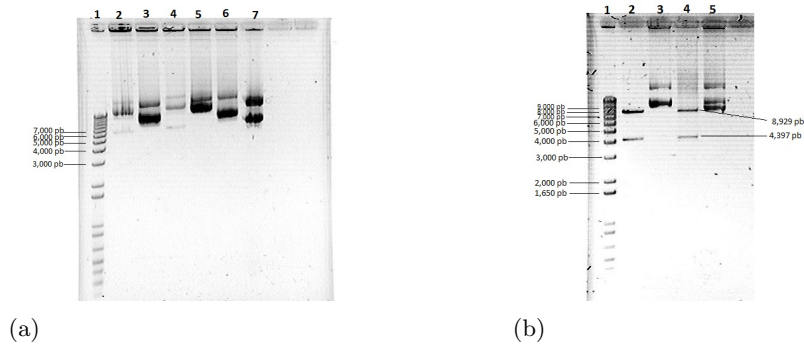 1 2 3 4 5 6 7
7,000 pb
6,000 pb
5,000 pb
4,000 pb
3,000 pb
(a)
1 2 3 4 5
9,000 pb
8,000 pb
7,000 pb
6,000 pb
5,000 pb
4,000 pb
3,000 pb
2,000 pb
1,650 pb
8,929 pb
4,397 pb
(b)